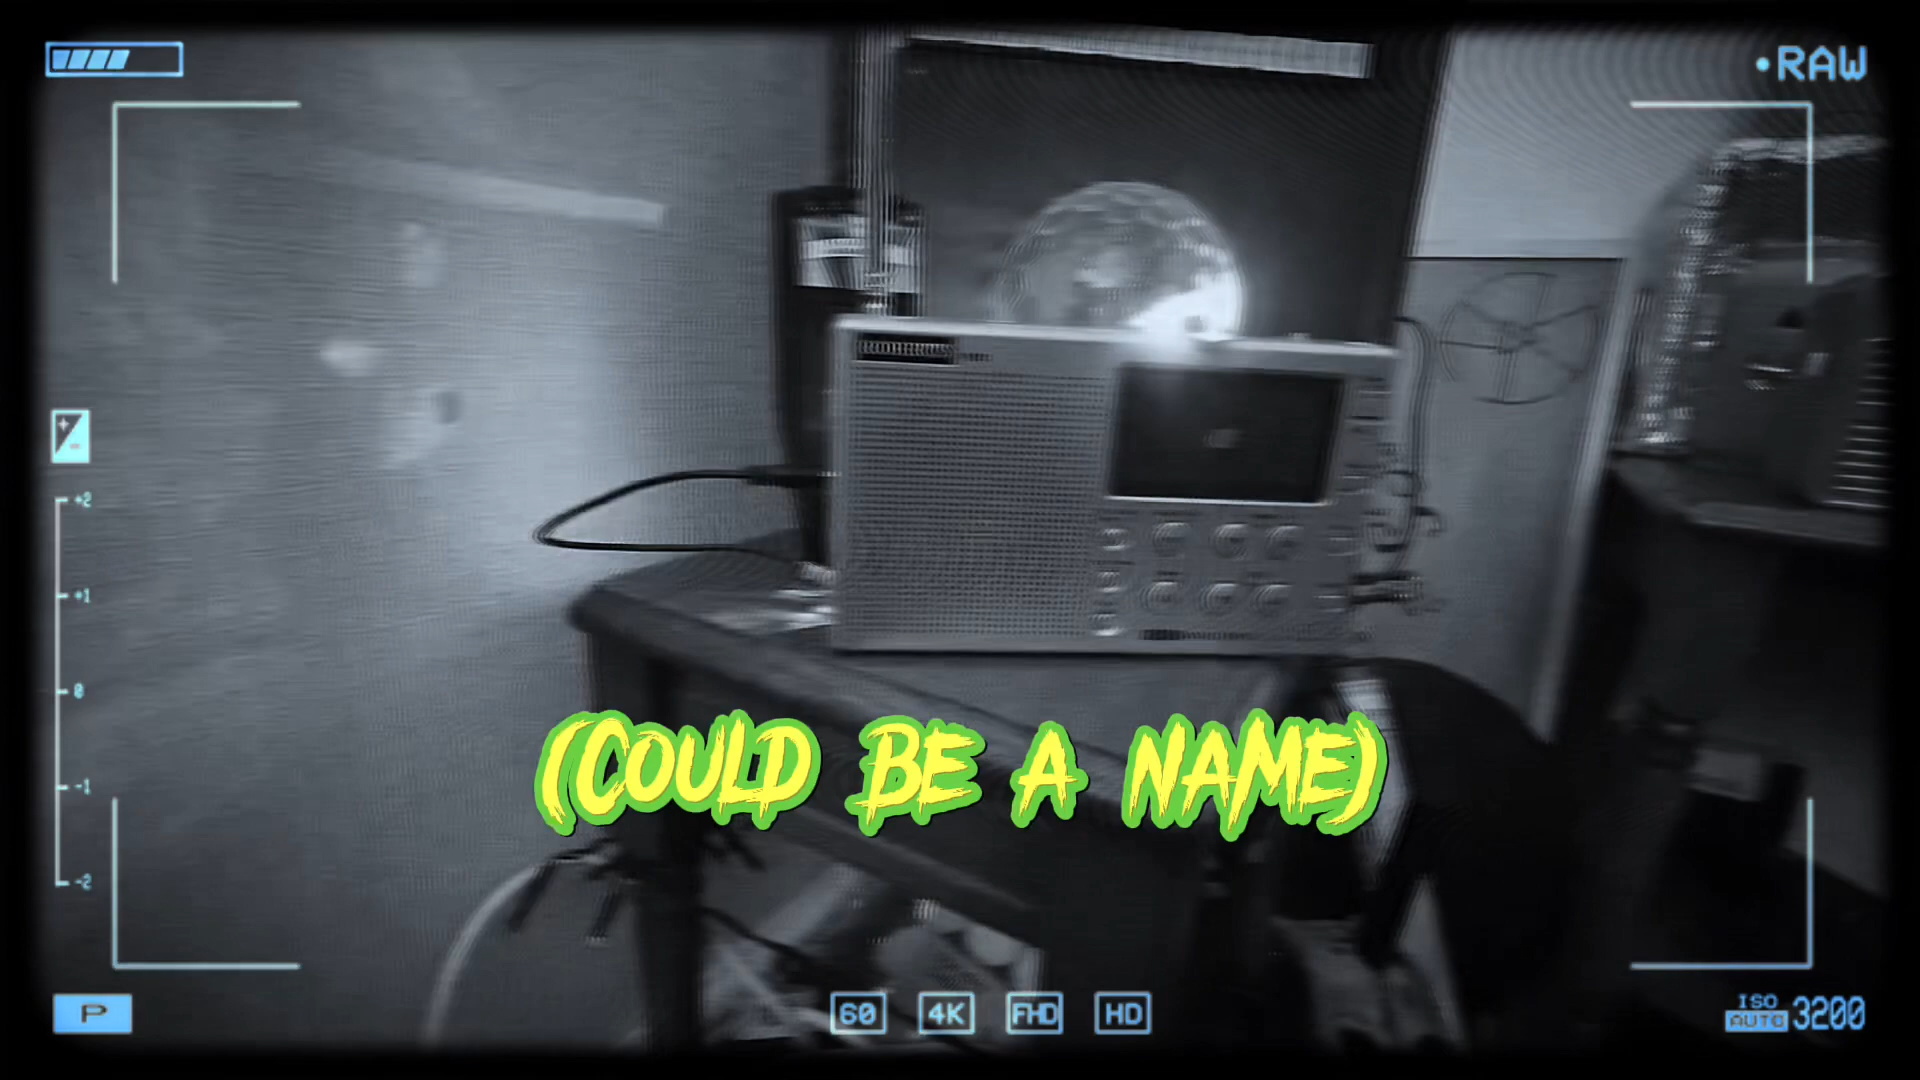 •RAW
+2
+1
0
-1
-2
(COULD BE A NAME)
P
60 4K FHD HD
ISO
AUTO 3200